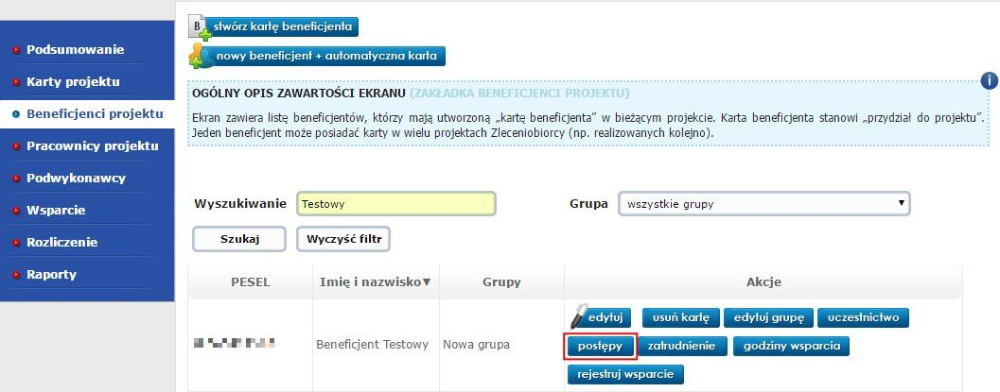 B stwórz kartę beneficjenta
nowy beneficjent + automatyczna karta
Podsumowanie
Karty projektu
Beneficjenci projektu
Pracownicy projektu
Podwykonawcy
Wsparcie
Rozliczenie
Raporty
i
OGÓLNY OPIS ZAWARTOŚCI EKRANU (ZAKŁADKA BENEFICJENCI PROJEKTU)
Ekran zawiera listę beneficjentów, którzy mają utworzoną „kartę beneficjenta” w bieżącym projekcie. Karta beneficjenta stanowi „przydział do projektu”.
Jeden beneficjent może posiadać karty w wielu projektach Zleceniobiorcy (np. realizowanych kolejno).
Wyszukiwanie Testowy Grupa wszystkie grupy
Szukaj Wyczyść filtr
PESEL Imię i nazwisko▼ Grupy Akcje
edytuj usuń kartę edytuj grupę uczestnictwo
Beneficjent Testowy Nowa grupa postępy zatrudnienie godziny wsparcia
rejestruj wsparcie